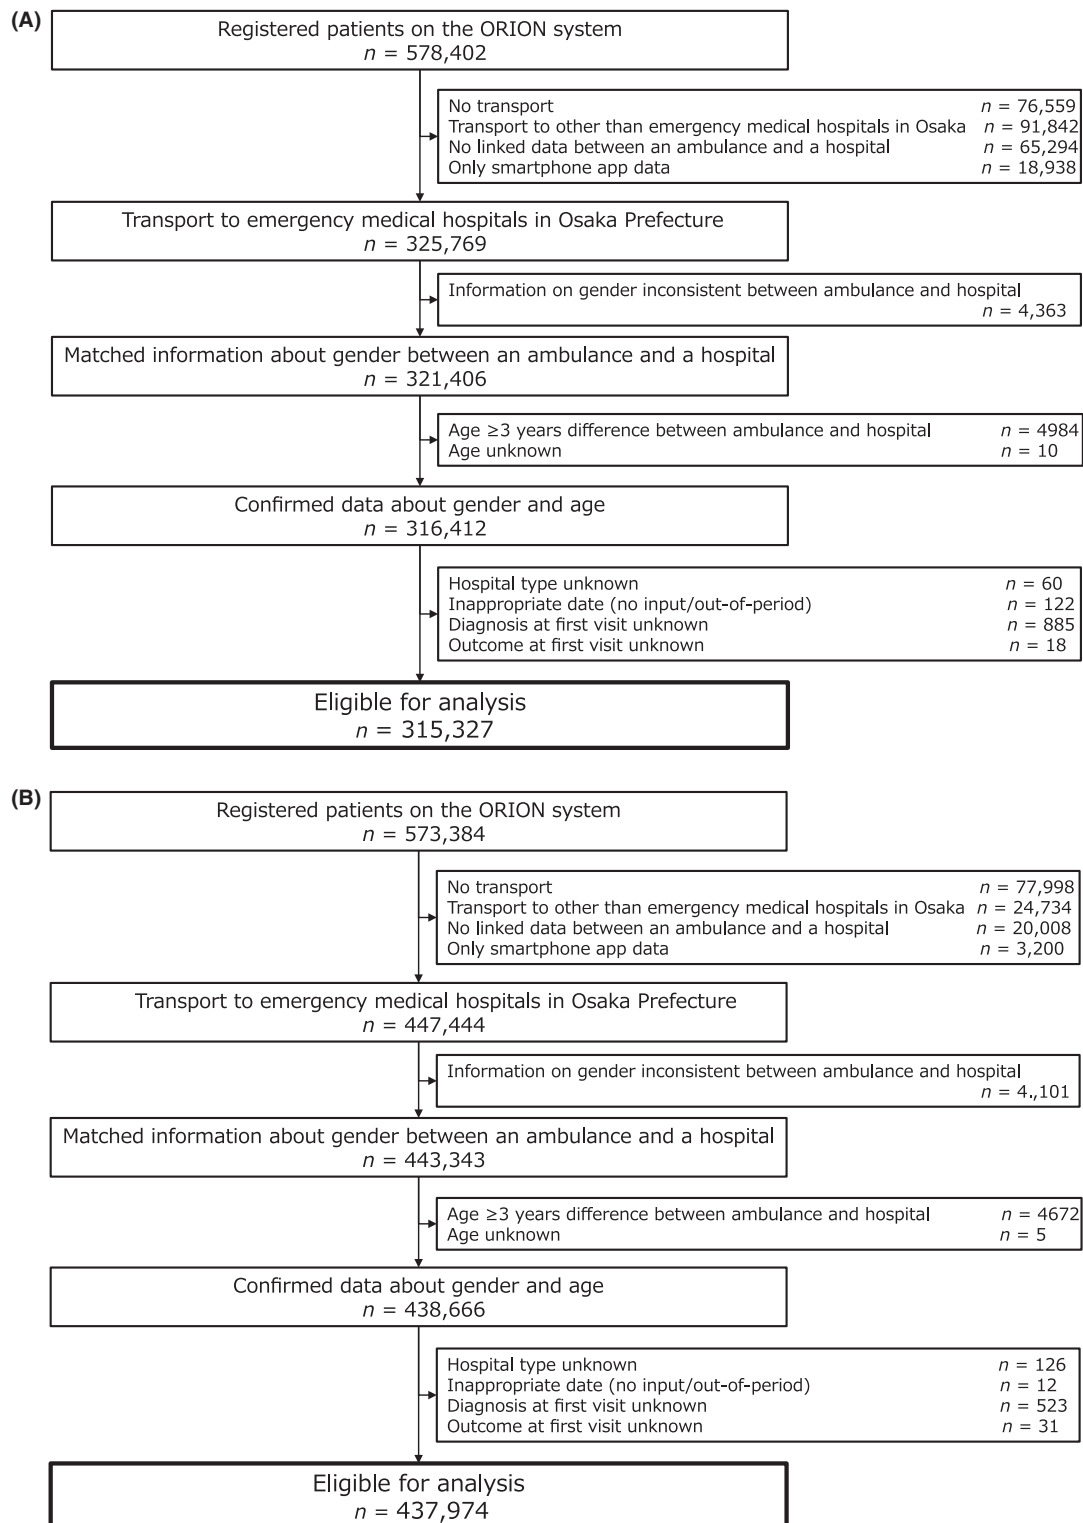 (A)
Registered patients on the ORION system
n = 578,402
No transport n = 76,559
Transport to other than emergency medical hospitals in Osaka n = 91,842
No linked data between an ambulance and a hospital n = 65,294
Only smartphone app data n = 18,938
Transport to emergency medical hospitals in Osaka Prefecture
n = 325,769
Information on gender inconsistent between ambulance and hospital
n = 4,363
Matched information about gender between an ambulance and a hospital
n = 321,406
Age ≥3 years difference between ambulance and hospital n = 4984
Age unknown n = 10
Confirmed data about gender and age
n = 316,412
Hospital type unknown n = 60
Inappropriate date (no input/out-of-period) n = 122
Diagnosis at first visit unknown n = 885
Outcome at first visit unknown n = 18
Eligible for analysis
n = 315,327
(B)
Registered patients on the ORION system
n = 573,384
No transport n = 77,998
Transport to other than emergency medical hospitals in Osaka n = 24,734
No linked data between an ambulance and a hospital n = 20,008
Only smartphone app data n = 3,200
Transport to emergency medical hospitals in Osaka Prefecture
n = 447,444
Information on gender inconsistent between ambulance and hospital
n = 4.,101
Matched information about gender between an ambulance and a hospital
n = 443,343
Age ≥3 years difference between ambulance and hospital n = 4672
Age unknown n = 5
Confirmed data about gender and age
n = 438,666
Hospital type unknown n = 126
Inappropriate date (no input/out-of-period) n = 12
Diagnosis at first visit unknown n = 523
Outcome at first visit unknown n = 31
Eligible for analysis
n = 437,974